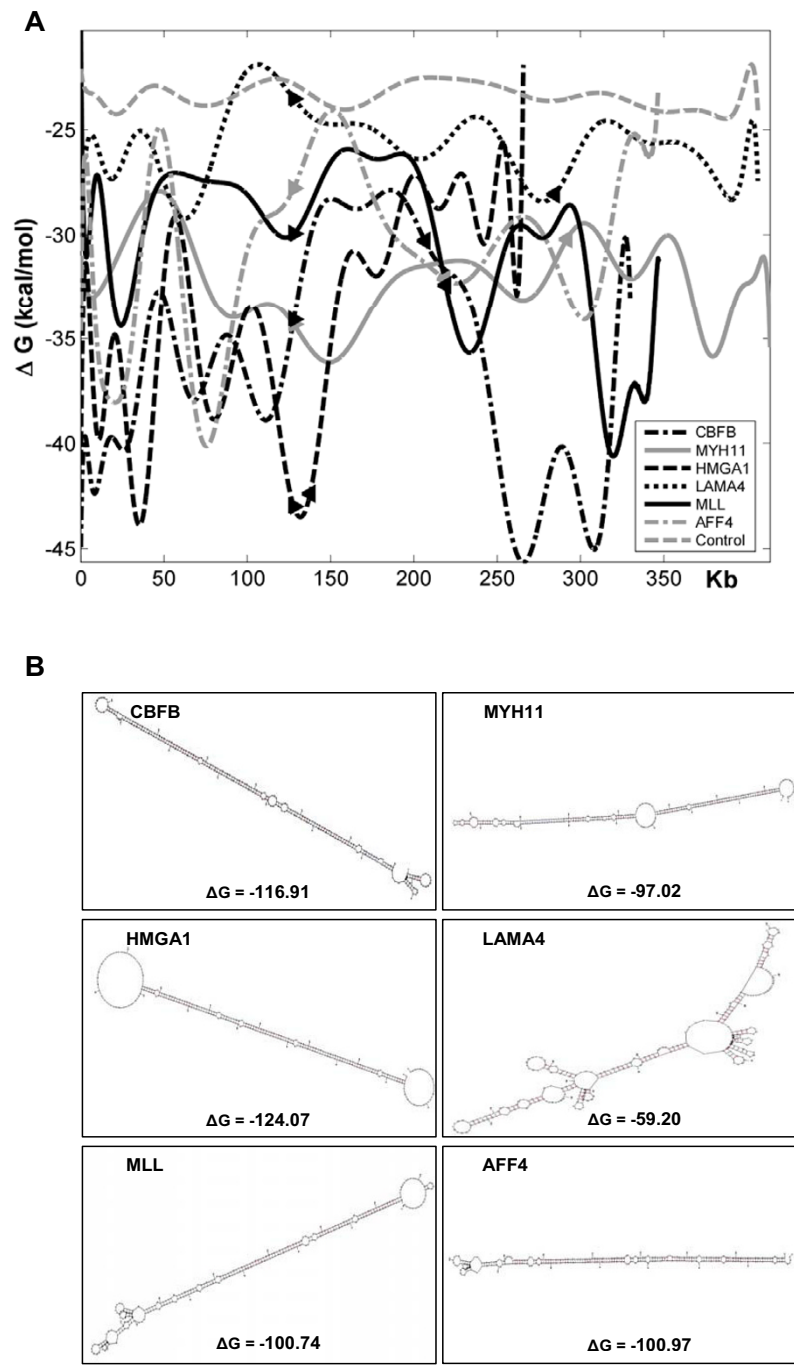 A
Δ G (kcal/mol)
-25
-30
-35
-40
-45
0 50 100 150 200 250 300 350 Kb
CBFB
MYH11
HMGA1
LAMA4
MLL
AFF4
Control
B
CBFB
ΔG = -116.91
MYH11
ΔG = -97.02
HMGA1
ΔG = -124.07
LAMA4
ΔG = -59.20
MLL
ΔG = -100.74
AFF4
ΔG = -100.97